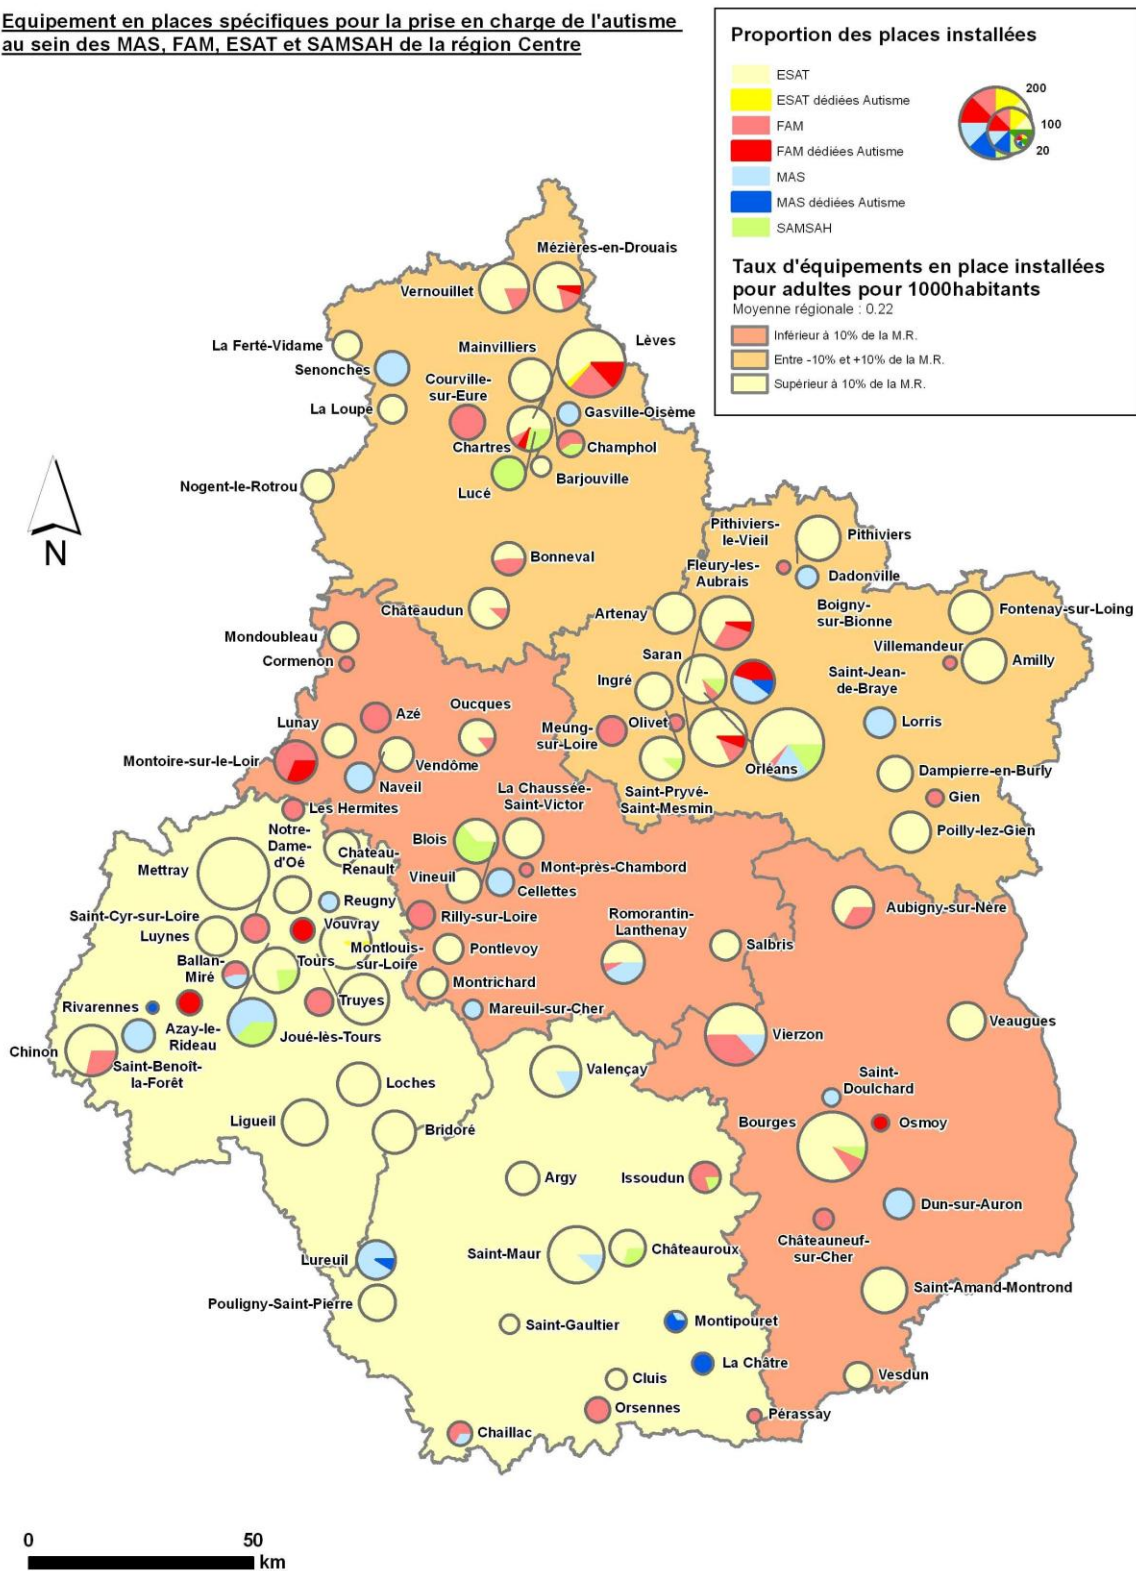 Equipement en places spécifiques pour la prise en charge de l'autisme
au sein des MAS, FAM, ESAT et SAMSAH de la région Centre
Proportion des places installées
ESAT
ESAT dédiées Autisme
FAM
FAM dédiées Autisme
MAS
MAS dédiées Autisme
SAMSAH
200
100
20
Taux d'équipements en place installées
pour adultes pour 1000habitants
Moyenne régionale : 0.22
Inférieur à 10% de la M.R.
Entre -10% et +10% de la M.R.
Supérieur à 10% de la M.R.
Mézières-en-Drouais
Vernouillet
La Ferté-Vidame
Senonches
Mainvilliers
Lèves
Courville-
sur-Eure
La Loupe
Gasville-Oisème
Chartres
Champhol
Barjouville
Lucé
Nogent-le-Rotrou
N
Bonneval
Châteaudun
Pithiviers-
le-Vieil
Pithiviers
Fleury-les-
Aubrais
Dadonville
Artenay
Boigny-
sur-Bionne
Fontenay-sur-Loing
Villemandeur
Amilly
Saran
Saint-Jean-
de-Braye
Ingré
Lorris
Meung-
sur-Loire
Olivet
Orléans
Dampierre-en-Burly
Saint-Pryvé-
Saint-Mesmin
Gien
Poilly-lez-Gien
Mondoubleau
Cormenon
Azé
Oucques
Lunay
Montoire-sur-le-Loir
Vendôme
Naveil
Les Hermites
La Chaussée-
Saint-Victor
Notre-
Dame-
d'Oé
Chateau-
Renault
Blois
Mettray
Mont-près-Chambord
Vineuil
Cellettes
Reugny
Saint-Cyr-sur-Loire
Rilly-sur-Loire
Romorantin-
Lanthenay
Aubigny-sur-Nère
Luynes
Vouvray
Montlouis-
sur-Loire
Pontlevoy
Salbris
Ballan-
Miré
Tours
Montrichard
Rivarennes
Truyes
Mareuil-sur-Cher
Veaugues
Azay-le-
Rideau
Joué-lès-Tours
Vierzon
Chinon
Saint-Benoît-
la-Forêt
Valençay
Loches
Saint-
Doulchard
Ligueil
Bridoré
Bourges
Osmoy
Argy
Issoudun
Dun-sur-Auron
Châteauneuf-
sur-Cher
Lureuil
Saint-Maur
Châteauroux
Saint-Amand-Montrond
Pouligny-Saint-Pierre
Saint-Gaultier
Montipouret
La Châtre
Cluis
Vesdun
Orsennes
Pérassay
Chaillac
0
50
km